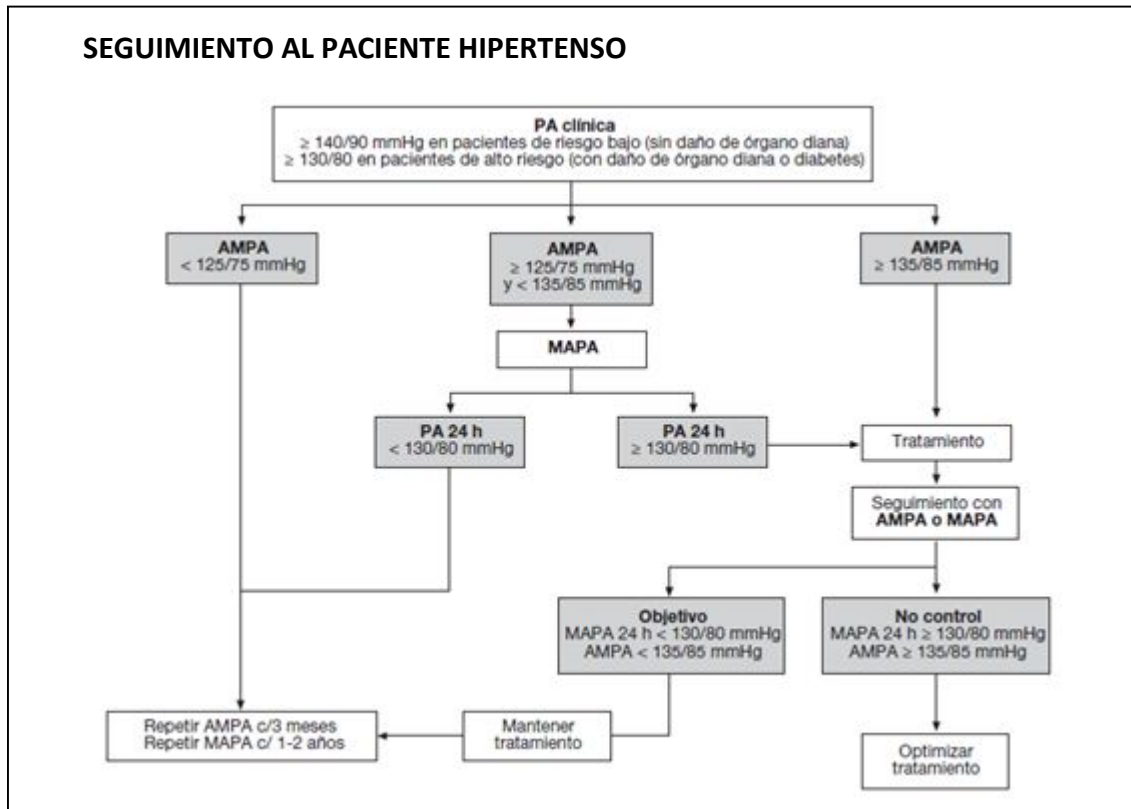 SEGUIMIENTO AL PACIENTE HIPERTENSO
PA clínica
≥ 140/90 mmHg en pacientes de riesgo bajo (sin daño de órgano diana)
≥ 130/80 en pacientes de alto riesgo (con daño de órgano diana o diabetes)
AMPA
< 125/75 mmHg
AMPA
≥ 125/75 mmHg
y < 135/85 mmHg
AMPA
≥ 135/85 mmHg
MAPA
PA 24 h
< 130/80 mmHg
PA 24 h
≥ 130/80 mmHg
Tratamiento
Seguimiento con
AMPA o MAPA
Objetivo
MAPA 24 h < 130/80 mmHg
AMPA < 135/85 mmHg
No control
MAPA 24 h ≥ 130/80 mmHg
AMPA ≥ 135/85 mmHg
Repetir AMPA c/3 meses
Repetir MAPA c/ 1-2 años
Mantener
tratamiento
Optimizar
tratamiento